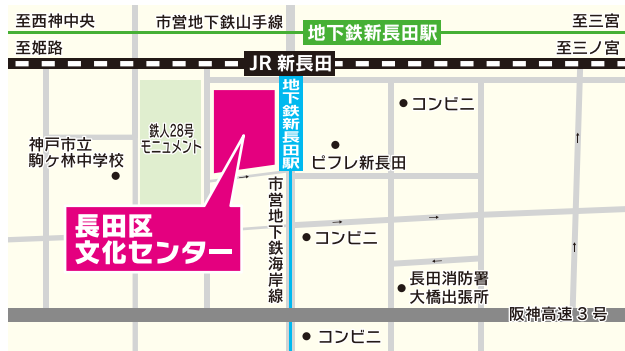 至西神中央
市営地下鉄山手線
地下鉄新長田駅
至三宮
至姫路
JR 新長田
至三ノ宮
地下鉄新長田駅
コンビニ
鉄人28号
モニュメント
神戸市立
駒ケ林中学校
ピフレ新長田
市営地下鉄海岸線
長田区
文化センター
コンビニ
長田消防署
大橋出張所
阪神高速3号
コンビニ